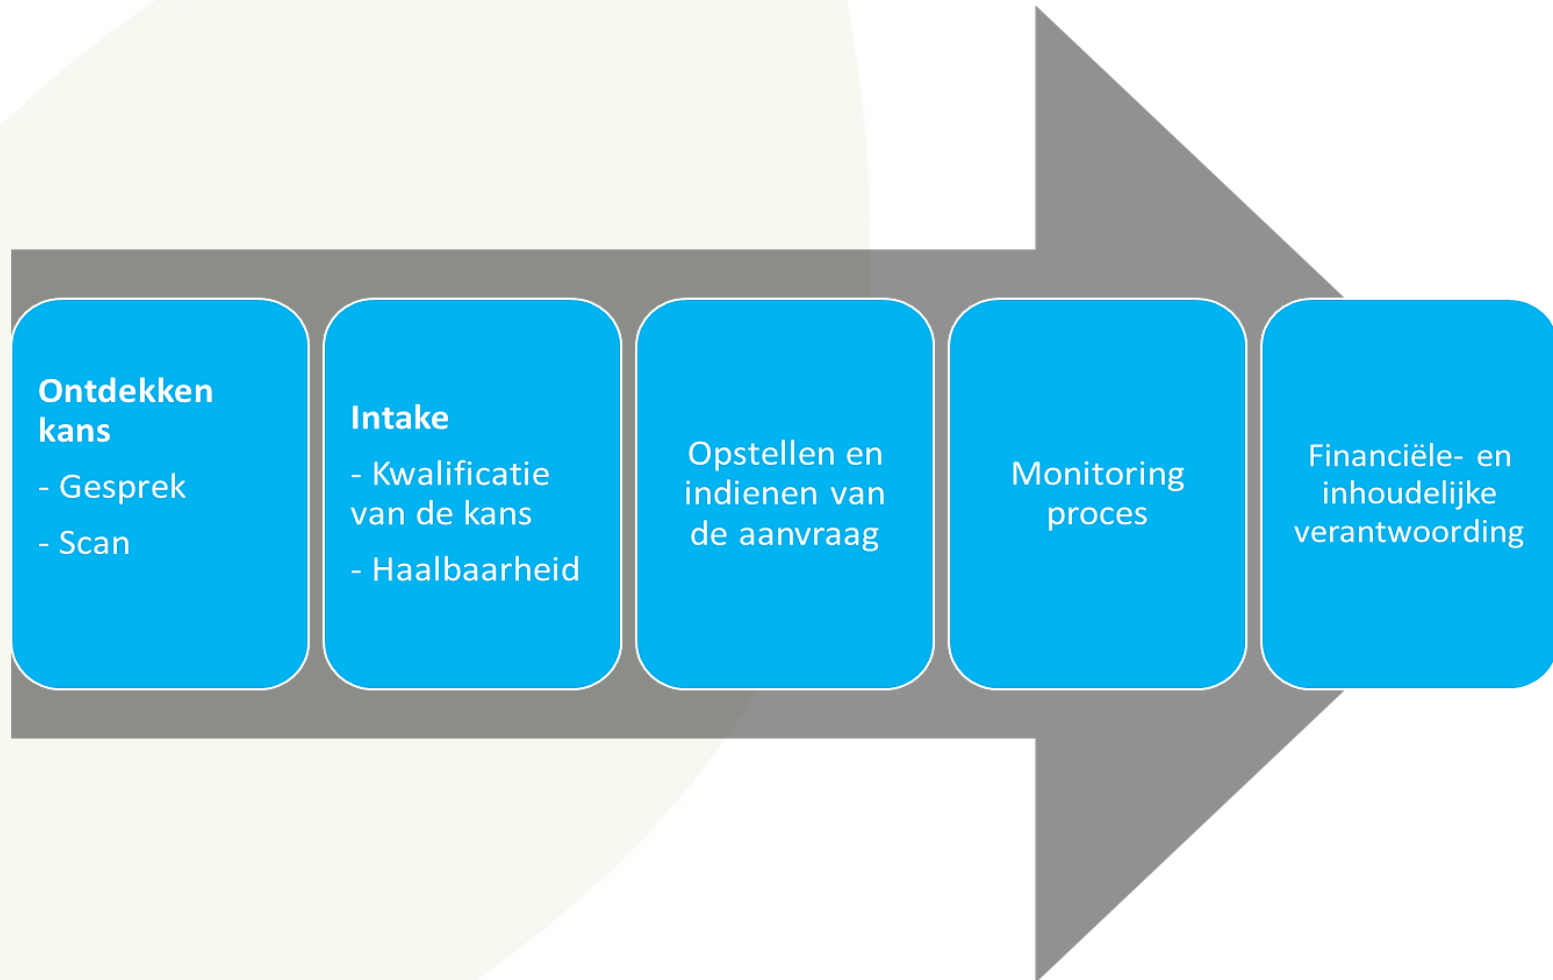 Ontdekken
kans
- Gesprek
- Scan
Intake
- Kwalificatie
van de kans
- Haalbaarheid
Opstellen en
indienen van
de aanvraag
Monitoring
proces
Financiële- en
inhoudelijke
verantwoording